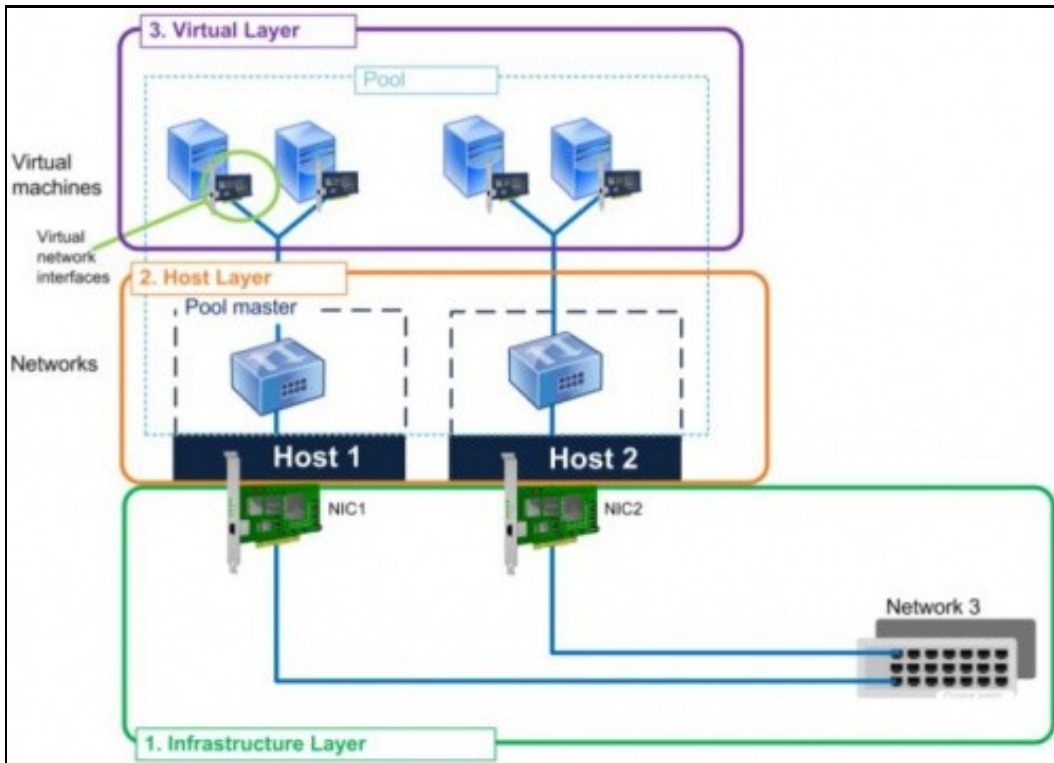 3. Virtual Layer
Pool
Virtual
machines
Virtual
network
interfaces
2. Host Layer
Pool master
Networks
Host 1
Host 2
NIC1
NIC2
Network 3
1. Infrastructure Layer